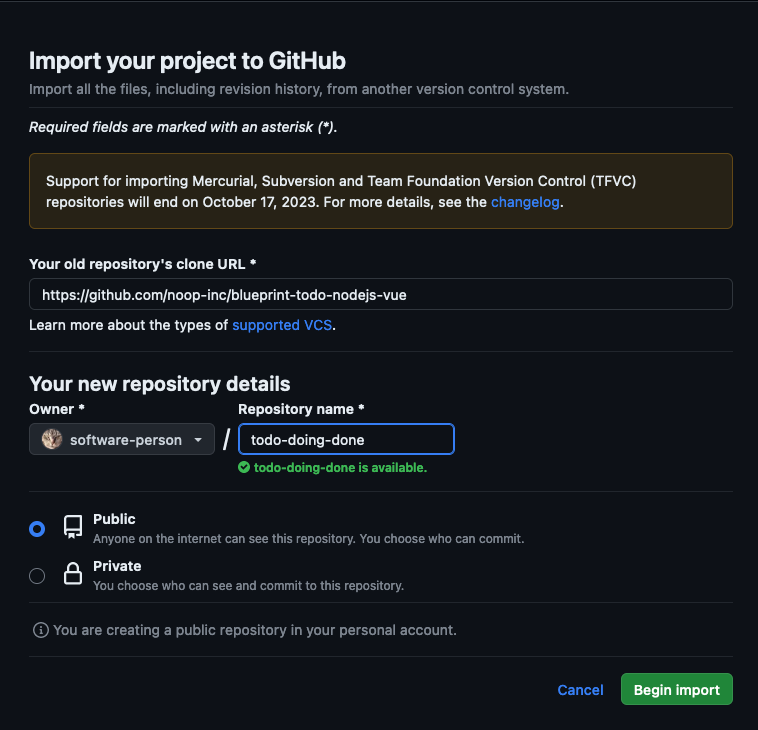 Import your project to GitHub
Import all the files, including revision history, from another version control system.
Required fields are marked with an asterisk (*).
Support for importing Mercurial, Subversion and Team Foundation Version Control (TFVC)
repositories will end on October 17, 2023. For more details, see the changelog.
Your old repository's clone URL *
https://github.com/noop-inc/blueprint-todo-nodejs-vue
Learn more about the types of supported VCS.
Your new repository details
Owner * Repository name *
software-person / todo-doing-done
todo-doing-done is available.
Public
Anyone on the internet can see this repository. You choose who can commit.
Private
You choose who can see and commit to this repository.
You are creating a public repository in your personal account.
Cancel Begin import